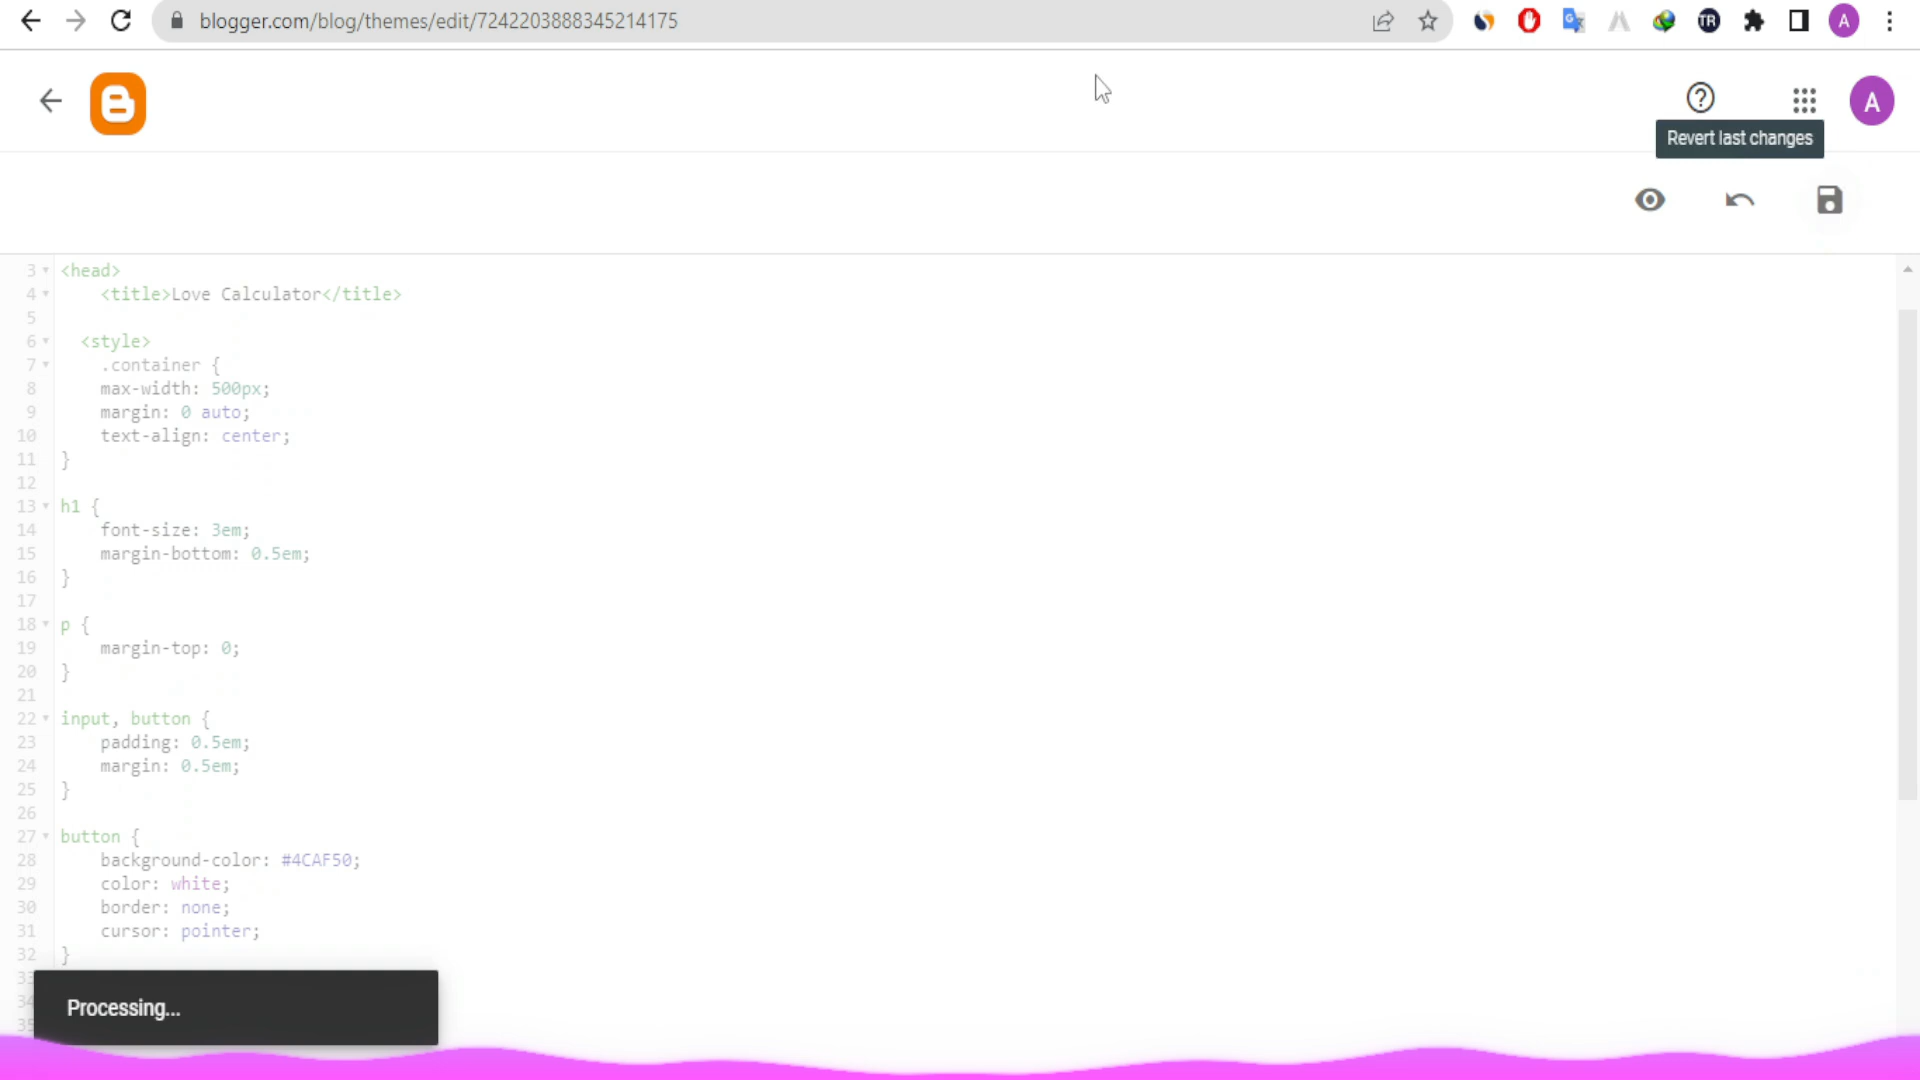 blogger.com/blog/themes/edit/7242203888345214175
TR
A
A
Revert last changes
3 <head>
4 <title>Love Calculator</title>
5
6 <style>
7 .container {
8 max-width: 500px;
9 margin: 0 auto;
10 text-align: center;
11 }
12
13 h1 {
14 font-size: 3em;
15 margin-bottom: 0.5em;
16 }
17
18 p {
19 margin-top: 0;
20 }
21
22 input, button {
23 padding: 0.5em;
24 margin: 0.5em;
25 }
26
27 button {
28 background-color: #4CAF50;
29 color: white;
30 border: none;
31 cursor: pointer;
32 }
Processing...